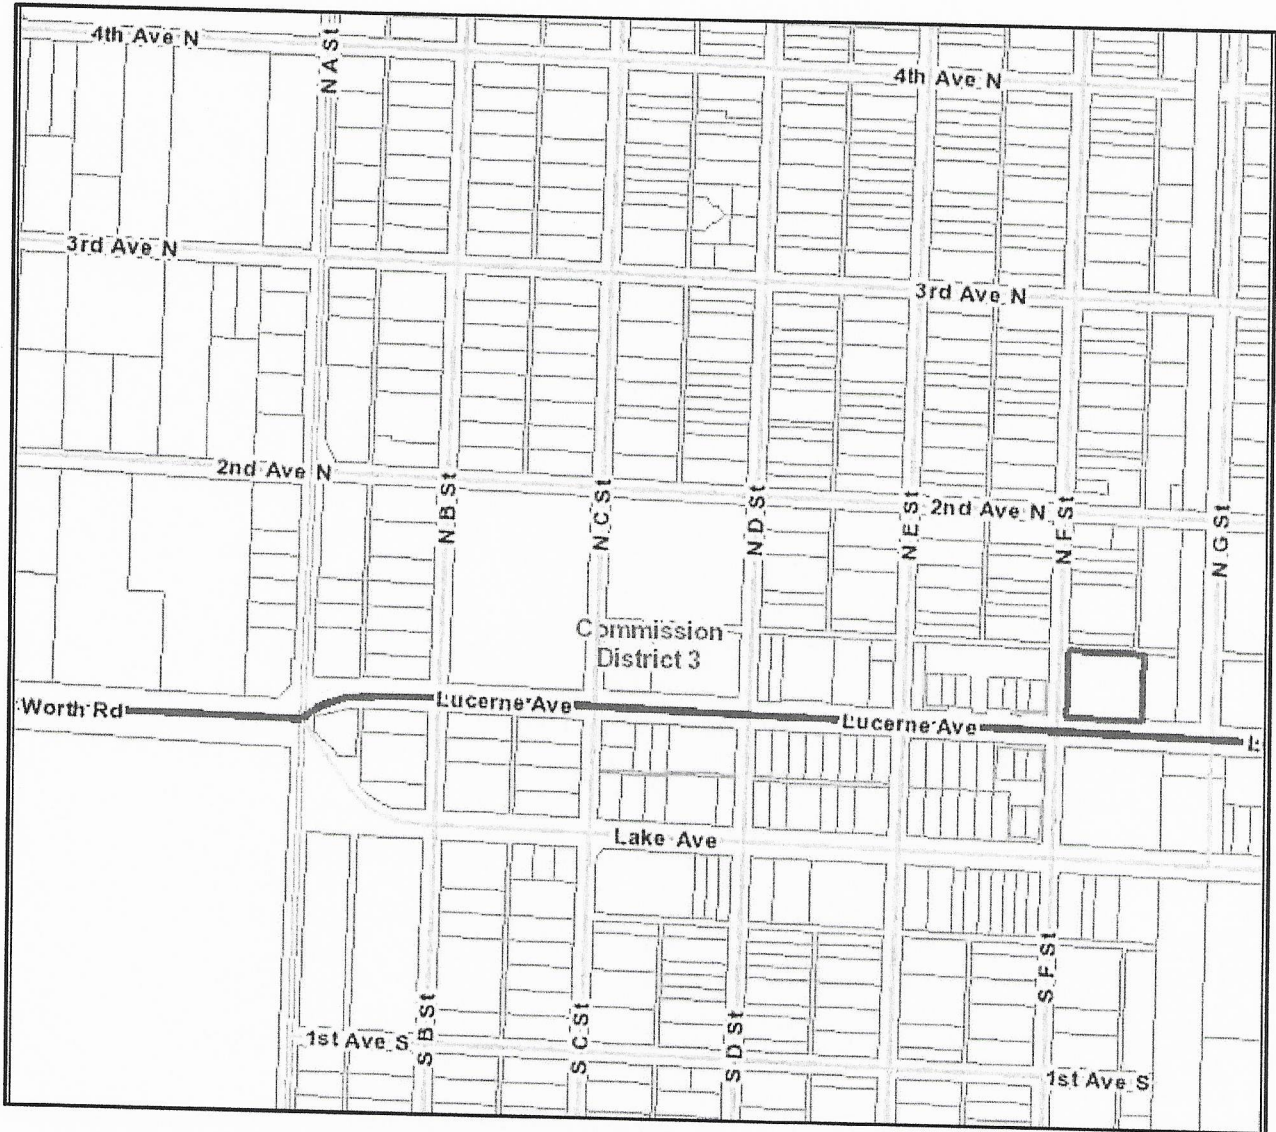 4th Ave N
N A St
4th Ave N
3rd Ave N
3rd Ave N
2nd Ave N
N B St
N C St
N D St
N E St
2nd Ave N
N F St
N G St
Commission
District 3
Worth Rd
Lucerne Ave
Lucerne Ave
Lake Ave
S F St
S B St
S C St
S D St
1st Ave S
1st Ave S